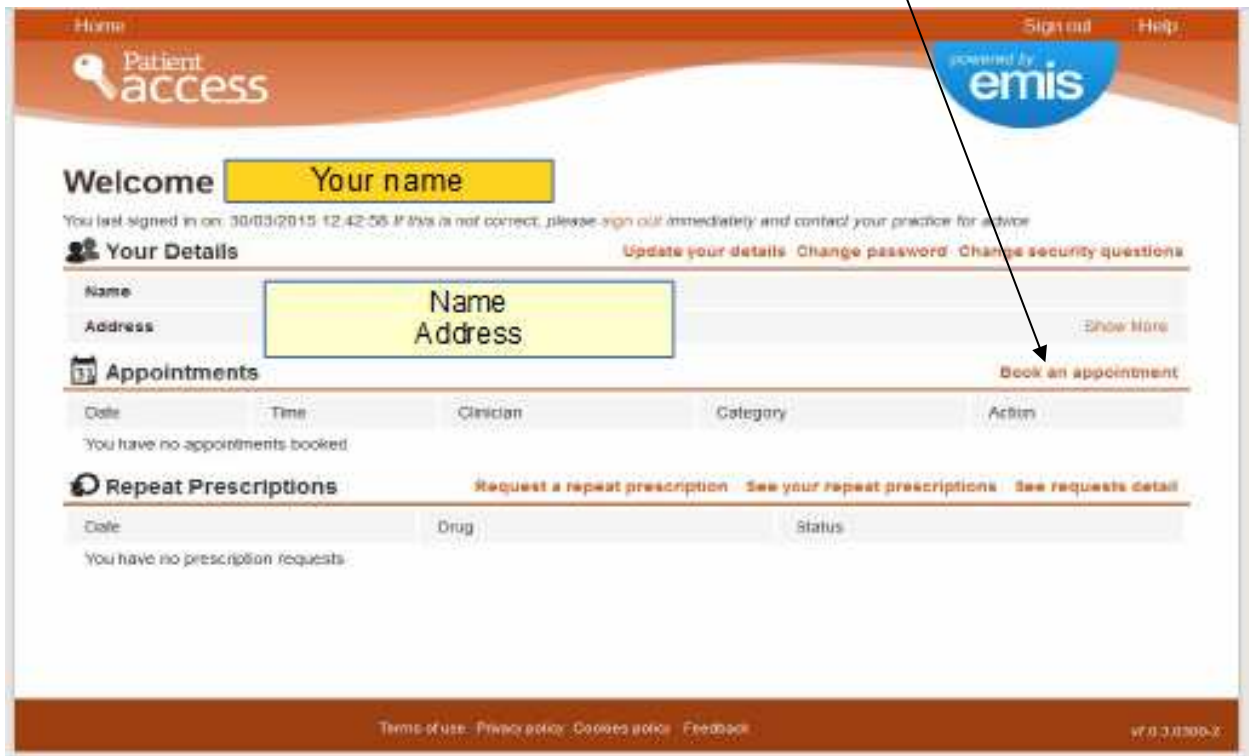 Home Sign out Help
Patient access
powered by emis
Welcome Your name
You last signed in on: 30/03/2015 12:42:58 If this is not correct, please sign out immediately and contact your practice for advice
Your Details Update your details Change password Change security questions
Name Name
Address Address Show More
31 Appointments Book an appointment
Date Time Clinician Category Action
You have no appointments booked
Repeat Prescriptions Request a repeat prescription See your repeat prescriptions See requests detail
Date Drug Status
You have no prescription requests
Terms of use Privacy policy Cookies policy Feedback